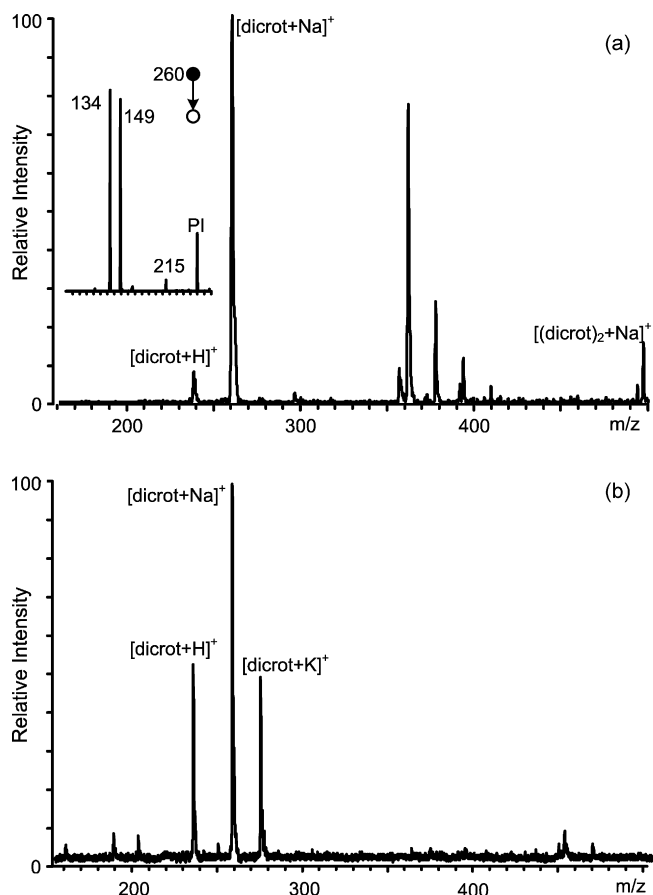 100
[dicrot+Na]+
(a)
260
134
149
PI
215
Relative Intensity
[dicrot+H]+
[(dicrot)₂+Na]+
0
200
300
400
m/z
(b)
100
[dicrot+Na]+
[dicrot+H]+
[dicrot+K]+
Relative Intensity
0
200
300
400
m/z